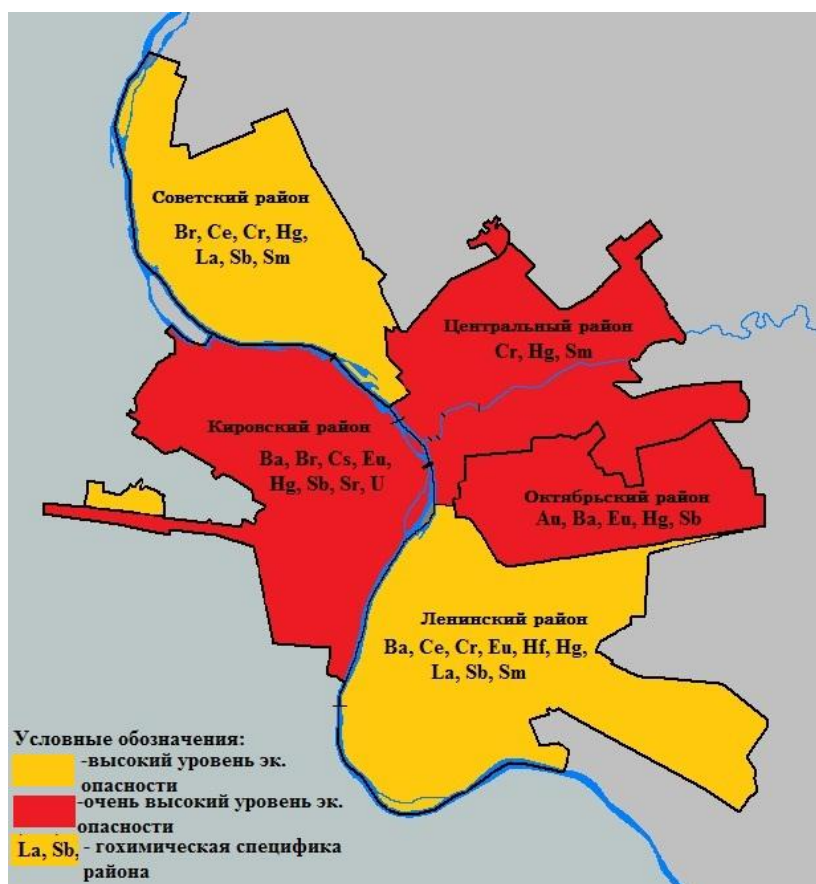 Советский район
Br, Ce, Cr, Hg,
La, Sb, Sm
Центральный район
Cr, Hg, Sm
Кировский район
Ba, Br, Cs, Eu,
Hg, Sb, Sr, U
Октябрьский район
Au, Ba, Eu, Hg, Sb
Ленинский район
Ba, Ce, Cr, Eu, Hf, Hg,
La, Sb, Sm
Условные обозначения:
-высокий уровень эк.
опасности
-очень высокий уровень эк.
опасности
La, Sb, - гохимическая специфика
района